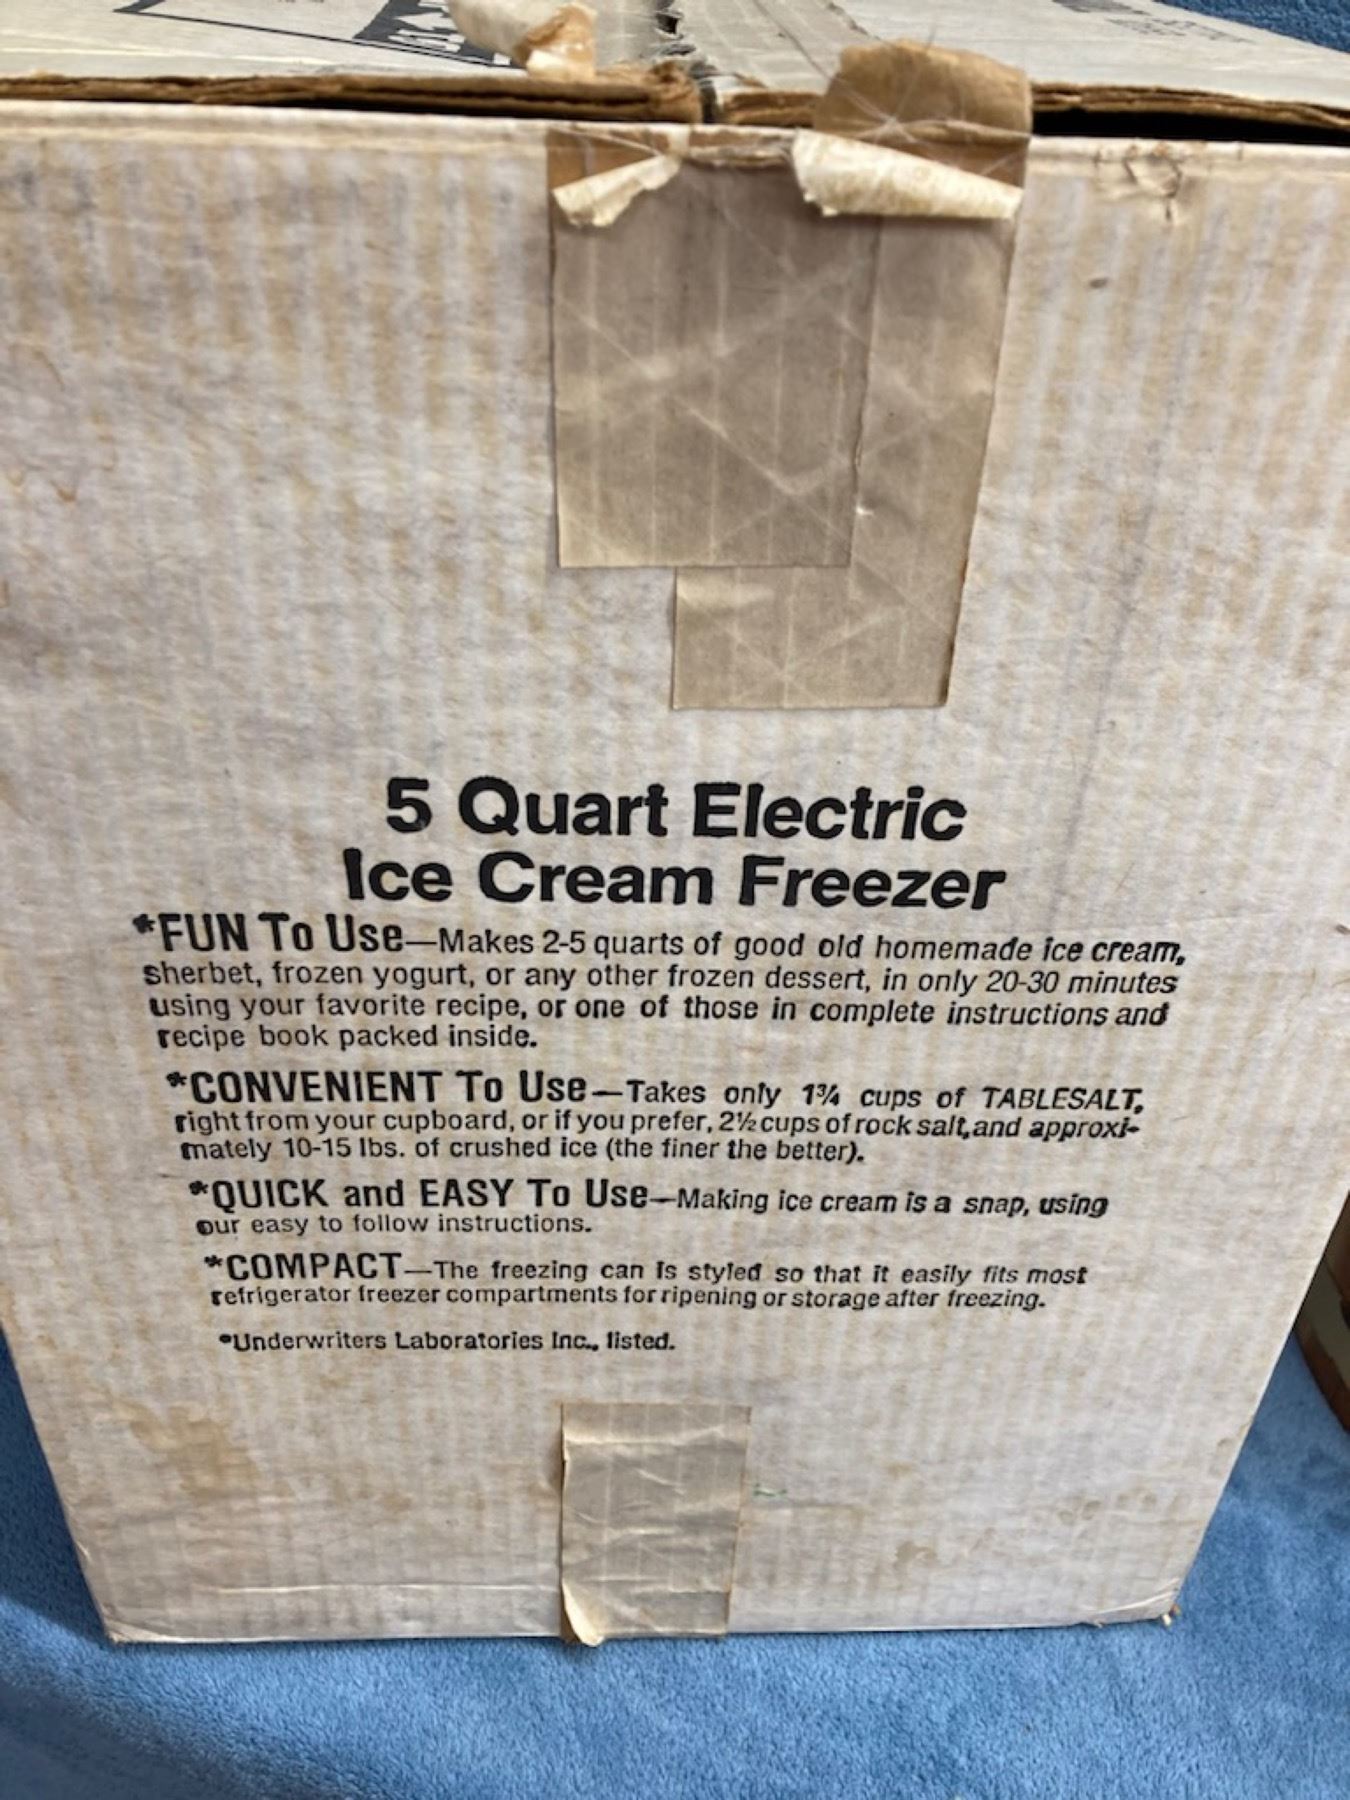 5 Quart Electric
Ice Cream Freezer
*FUN To Use—Makes 2-5 quarts of good old homemade ice cream,
sherbet, frozen yogurt, or any other frozen dessert, in only 20-30 minutes
using your favorite recipe, or one of those in complete instructions and
recipe book packed inside.
*CONVENIENT To Use—Takes only 1¾ cups of TABLESALT,
right from your cupboard, or if you prefer, 2½ cups of rock salt, and approxi-
mately 10-15 lbs. of crushed ice (the finer the better).
*QUICK and EASY To Use—Making ice cream is a snap, using
our easy to follow instructions.
*COMPACT—The freezing can is styled so that it easily fits most
refrigerator freezer compartments for ripening or storage after freezing.
*Underwriters Laboratories Inc., listed.